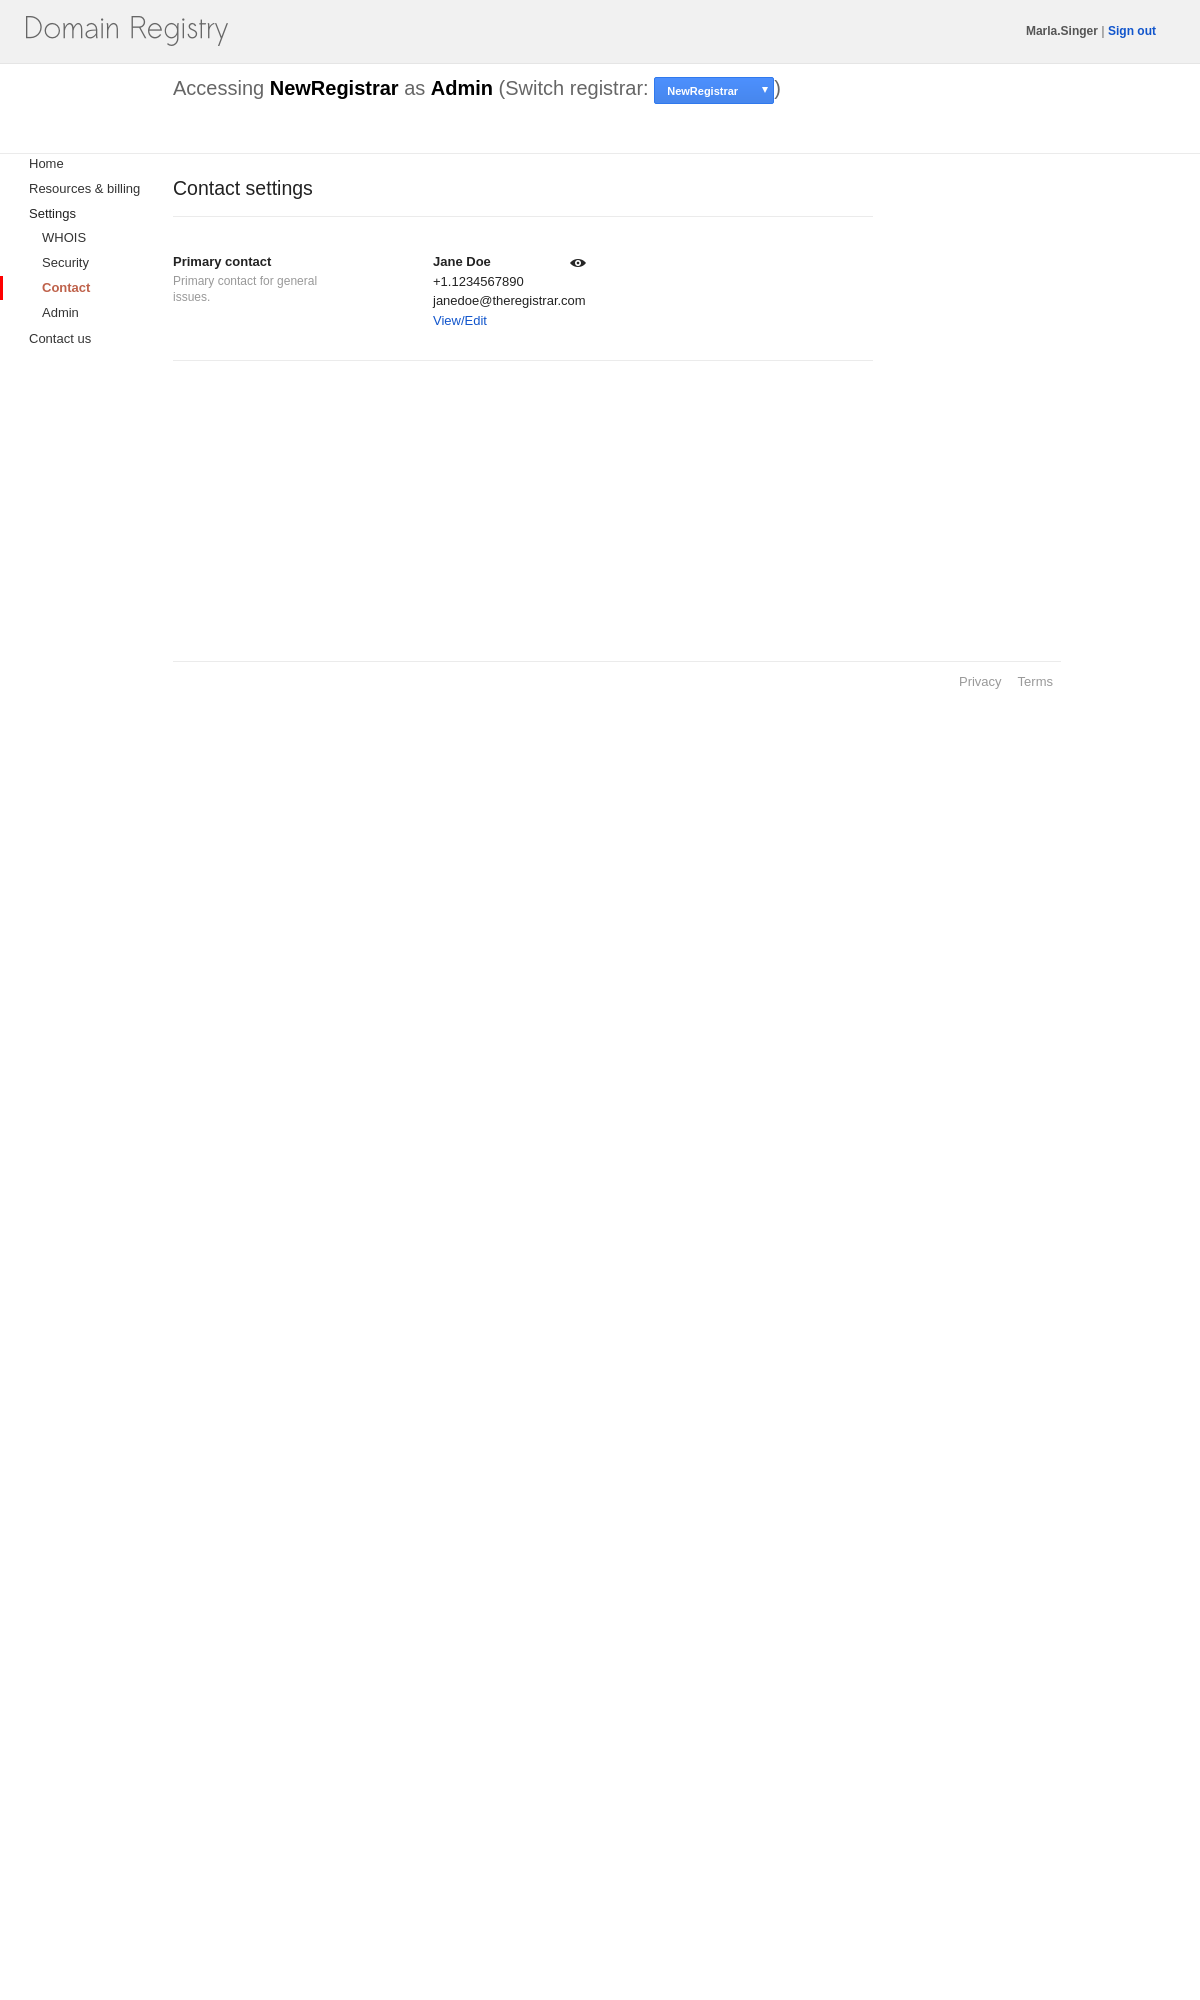 Domain Registry
Marla.Singer | Sign out
Accessing NewRegistrar as Admin (Switch registrar: NewRegistrar ▼)
Home
Resources & billing
Settings
WHOIS
Security
Contact
Admin
Contact us
Contact settings
Primary contact
Primary contact for general
issues.
Jane Doe
+1.1234567890
janedoe@theregistrar.com
View/Edit
Privacy Terms